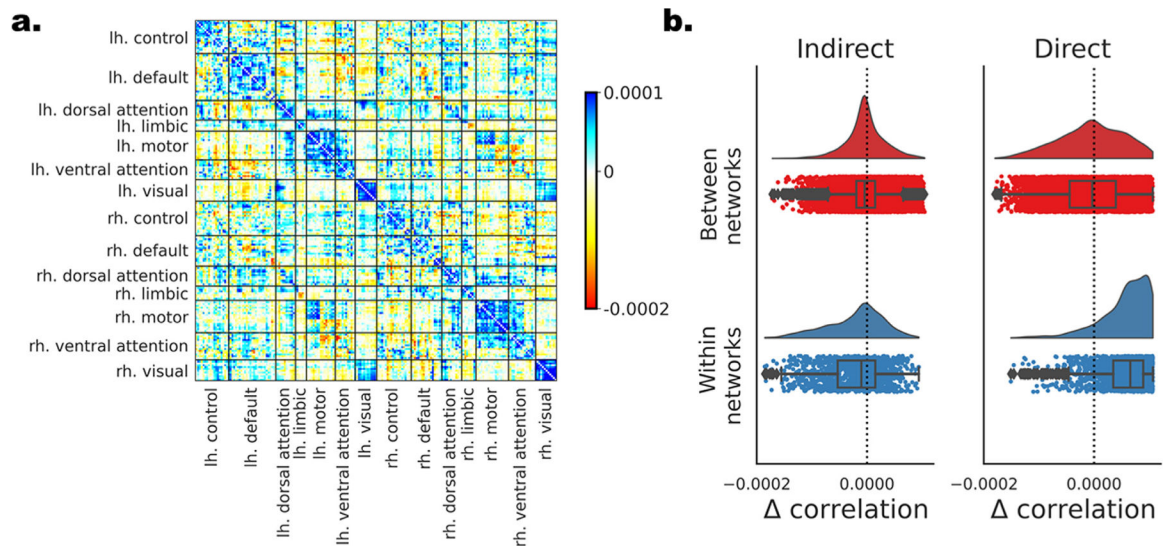 a.
lh. control
lh. default
lh. dorsal attention
lh. limbic
lh. motor
lh. ventral attention
lh. visual
rh. control
rh. default
rh. dorsal attention
rh. limbic
rh. motor
rh. ventral attention
rh. visual
lh. control
lh. default
lh. dorsal attention
lh. limbic
lh. motor
lh. ventral attention
lh. visual
rh. control
rh. default
rh. dorsal attention
rh. limbic
rh. motor
rh. ventral attention
rh. visual
0.0001
0
-0.0002
b.
Indirect
Direct
Between
networks
Within
networks
−0.0002
0.0000
−0.0002
0.0000
Δ correlation
Δ correlation